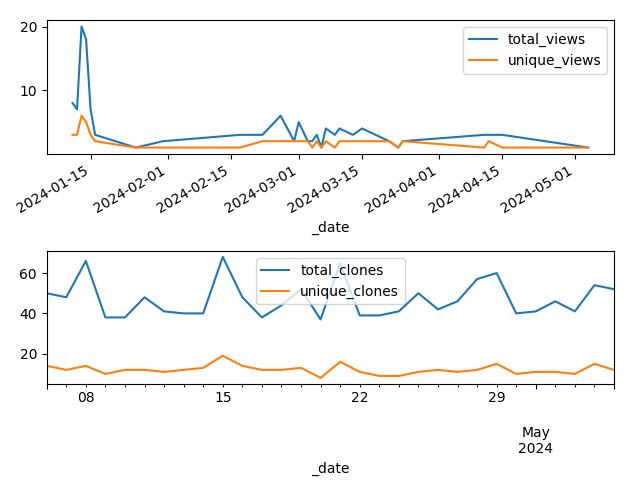 20
10
total_views
unique_views
2024-01-15
2024-02-01
2024-02-15
2024-03-01
2024-03-15
2024-04-01
2024-04-15
2024-05-01
_date
60
40
20
total_clones
unique_clones
08
15
22
29
May
2024
_date